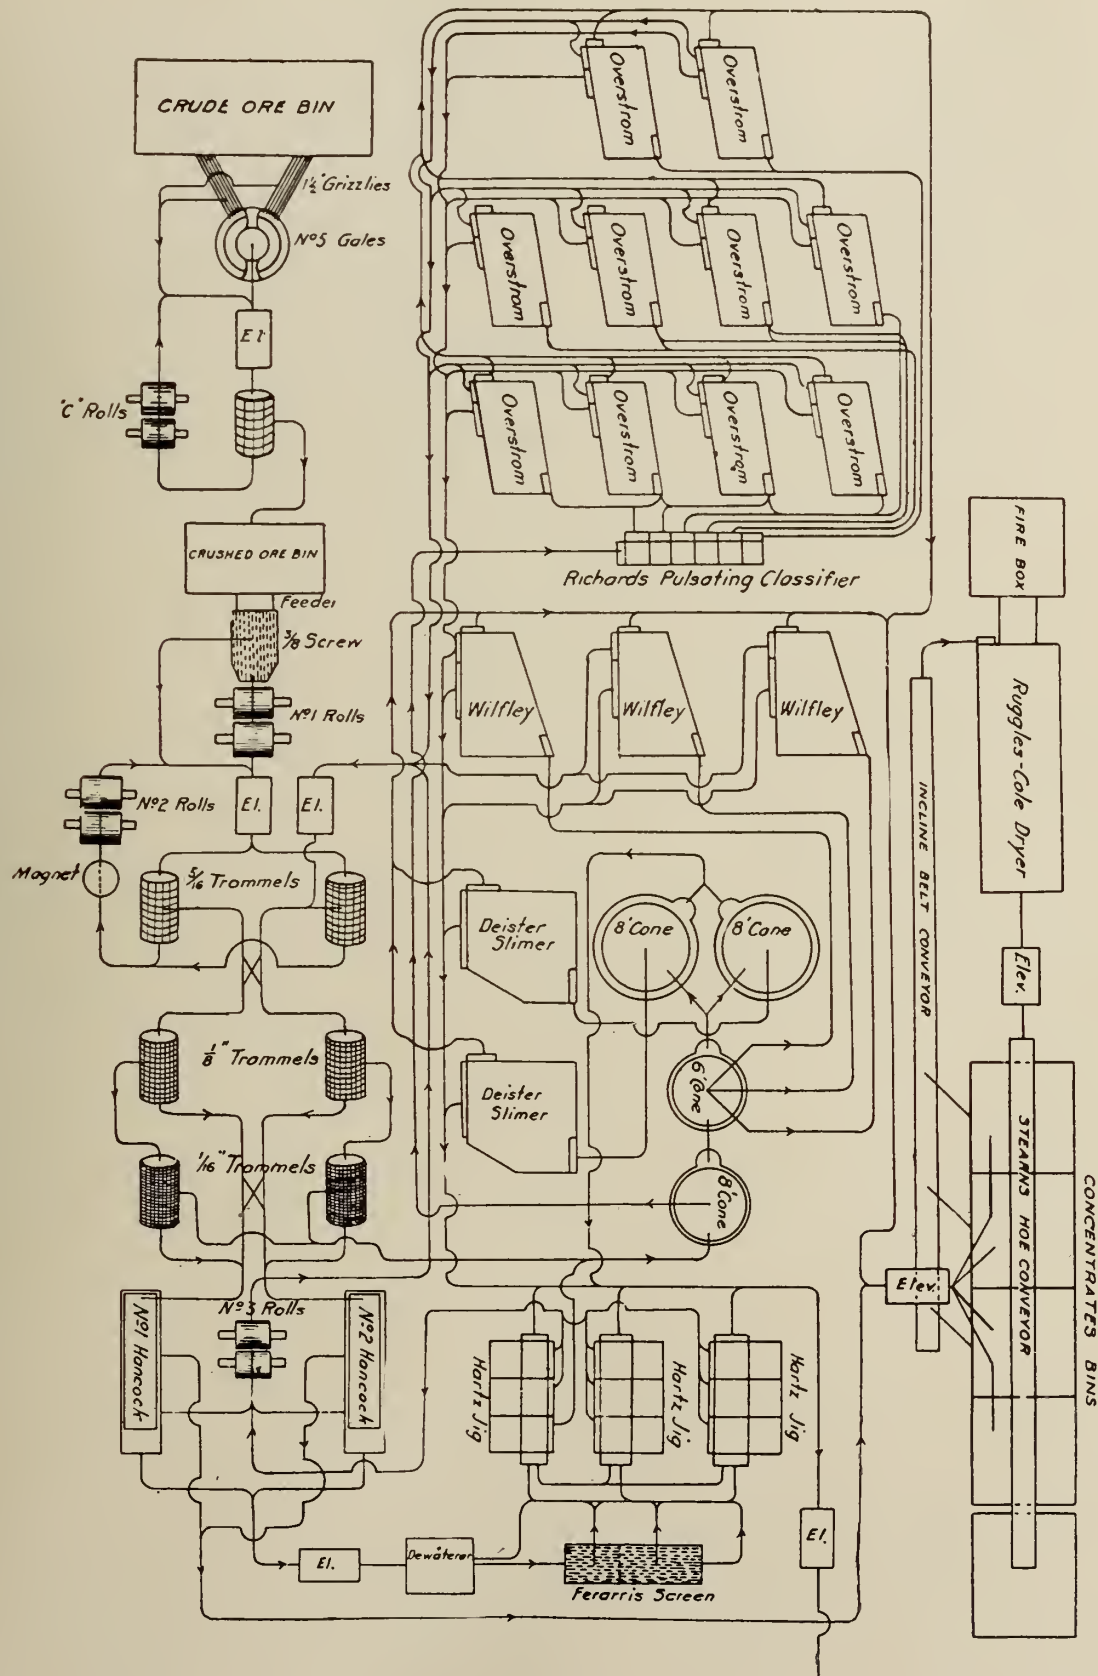 CRUDE ORE BIN
1½" Grizzlies
Nº5 Gates
El
"C" Rolls
CRUSHED ORE BIN
Feeder
3/8 Screw
Nº1 Rolls
Nº2 Rolls
El.
El.
Magnet
5/16 Trommels
1/8" Trommels
1/16" Trommels
Nº3 Rolls
Nº1 Hancock
Nº2 Hancock
El.
Dewaterer
Ferarris Screen
Overstrom
Overstrom
Overstrom
Overstrom
Overstrom
Overstrom
Overstrom
Overstrom
Overstrom
Overstrom
Richards Pulsating Classifier
Wilfley
Wilfley
Wilfley
Deister
Slimer
8'Cone
8'Cone
Deister
Slimer
6'Cone
8'Cone
Hartz Jig
Hartz Jig
Hartz Jig
El.
FIRE BOX
Ruggles-Cole Dryer
INCLINE BELT CONVEYOR
Elev.
Elev.
STEARNS HOE CONVEYOR
CONCENTRATES BINS